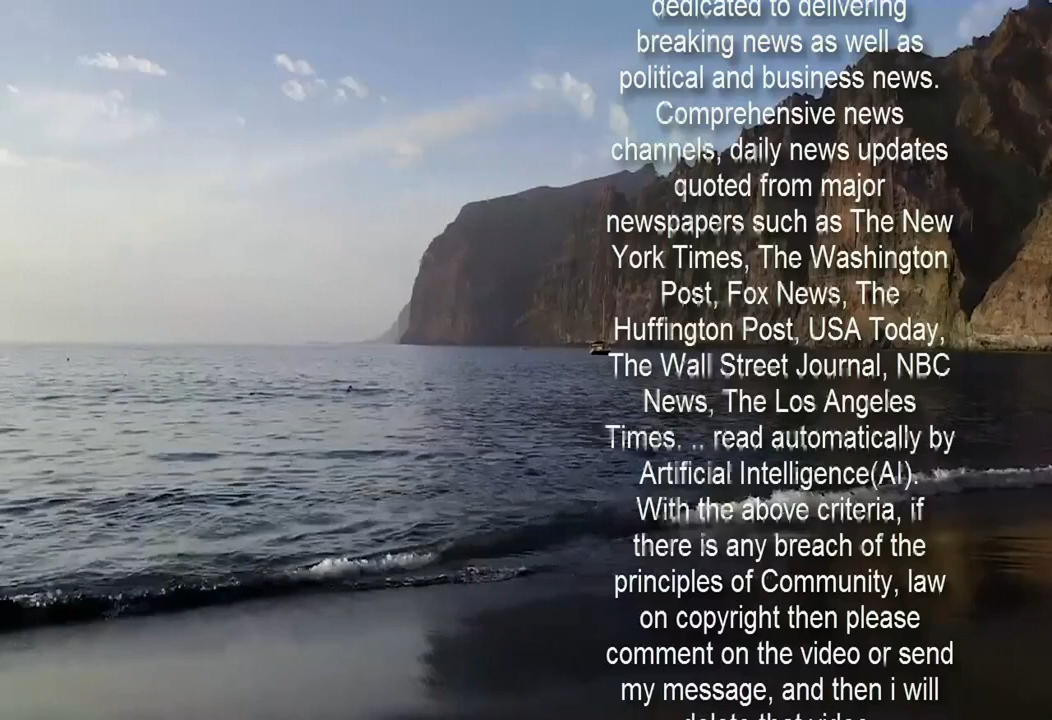 dedicated to delivering
breaking news as well as
political and business news.
Comprehensive news
channels, daily news updates
quoted from major
newspapers such as The New
York Times, The Washington
Post, Fox News, The
Huffington Post, USA Today,
The Wall Street Journal, NBC
News, The Los Angeles
Times. .. read automatically by
Artificial Intelligence(AI).
With the above criteria, if
there is any breach of the
principles of Community, law
on copyright then please
comment on the video or send
my message, and then i will
delete that video